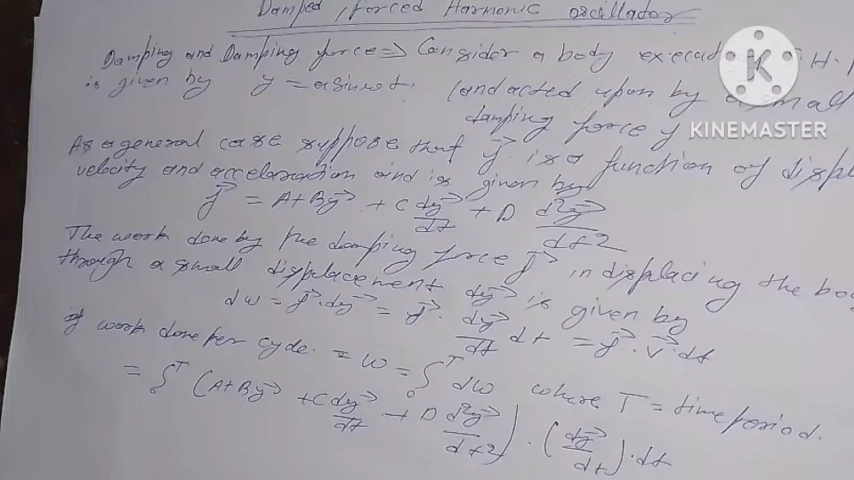 Damped, Forced Harmonic oscillator
Damping and Damping force ⇒ Consider a body execut S.H.
is given by y = a sin ωt. (and acted upon by a small
damping force f
As a general case suppose that f⃗ is a function of displa
velocity and acceleration and is given by
f⃗ = A + By⃗ + C dy⃗/dt + D d²y⃗/dt2
The work done by the damping force f⃗ in displacing the bo
through a small displacement dy⃗ is given by
dw = f⃗.dy⃗ = f⃗. dy⃗/dt dt = f⃗.v⃗.dt
work done per cycle. = W = ∫₀ᵀ dw where T = time period.
= ∫₀ᵀ (A + By⃗ + C dy⃗/dt + D d²y⃗/dt2) . (dy⃗/dt).dt
K
KINEMASTER